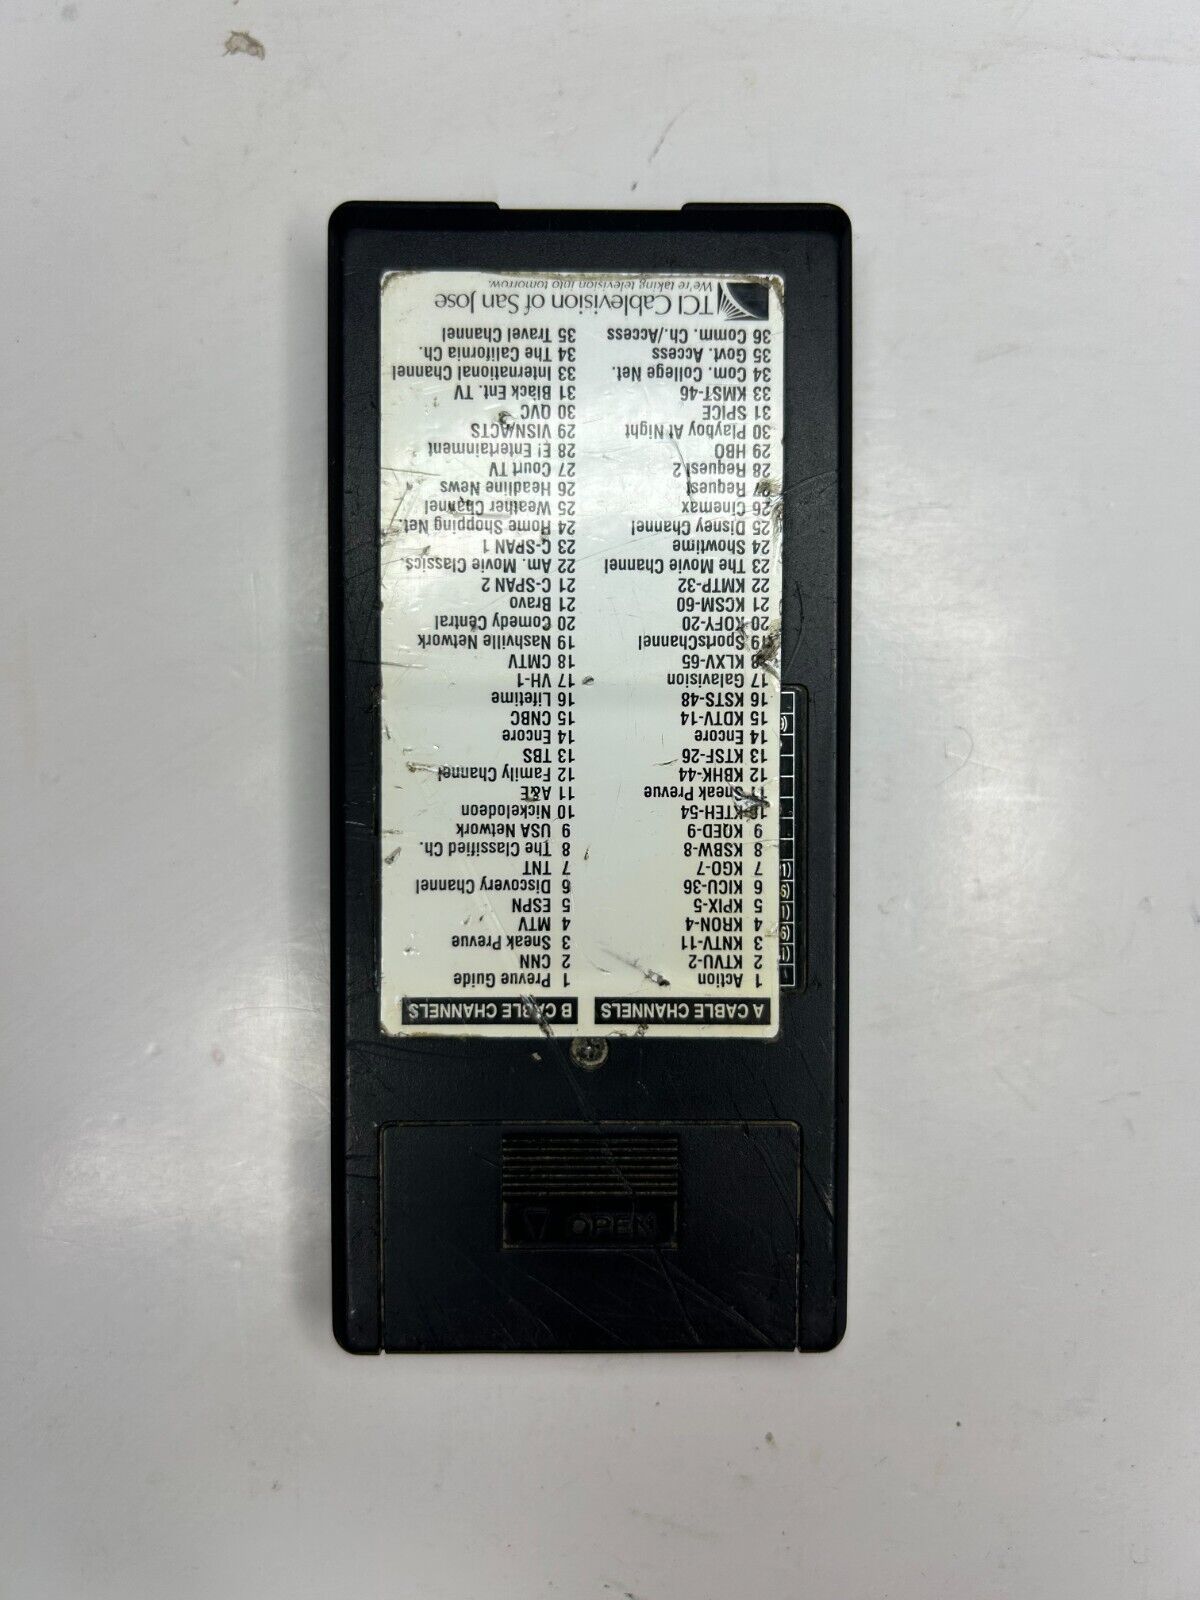 A CABLE CHANNELS
1 Action
2 KTVU-2
3 KNTV-11
4 KRON-4
5 KPIX-5
6 KICU-36
7 KGO-7
8 KSBW-8
9 KQED-9
10 KTEH-54
11 Sneak Prevue
12 KBHK-44
13 KTSF-26
14 Encore
15 KDTV-14
16 KSTS-48
17 Galavision
18 KLXV-65
19 SportsChannel
20 KOFY-20
21 KCSM-60
22 KMTP-32
23 The Movie Channel
24 Showtime
25 Disney Channel
26 Cinemax
27 Request
28 Request 2
29 HBO
30 Playboy At Night
31 SPICE
33 KMST-46
34 Com. College Net.
35 Govt. Access
36 Comm. Ch./Access
B CABLE CHANNELS
1 Prevue Guide
2 CNN
3 Sneak Prevue
4 MTV
5 ESPN
6 Discovery Channel
7 TNT
8 The Classified Ch.
9 USA Network
10 Nickelodeon
11 A&E
12 Family Channel
13 TBS
14 Encore
15 CNBC
16 Lifetime
17 VH-1
18 CMTV
19 Nashville Network
20 Comedy Central
21 Bravo
21 C-SPAN 2
22 Am. Movie Classics.
23 C-SPAN 1
24 Home Shopping Net.
25 Weather Channel
26 Headline News
27 Court TV
28 E! Entertainment
29 VISN/ACTS
30 QVC
31 Black Ent. TV
33 International Channel
34 The California Ch.
35 Travel Channel
TCI Cablevision of San Jose
We're taking television into tomorrow.
OPEN